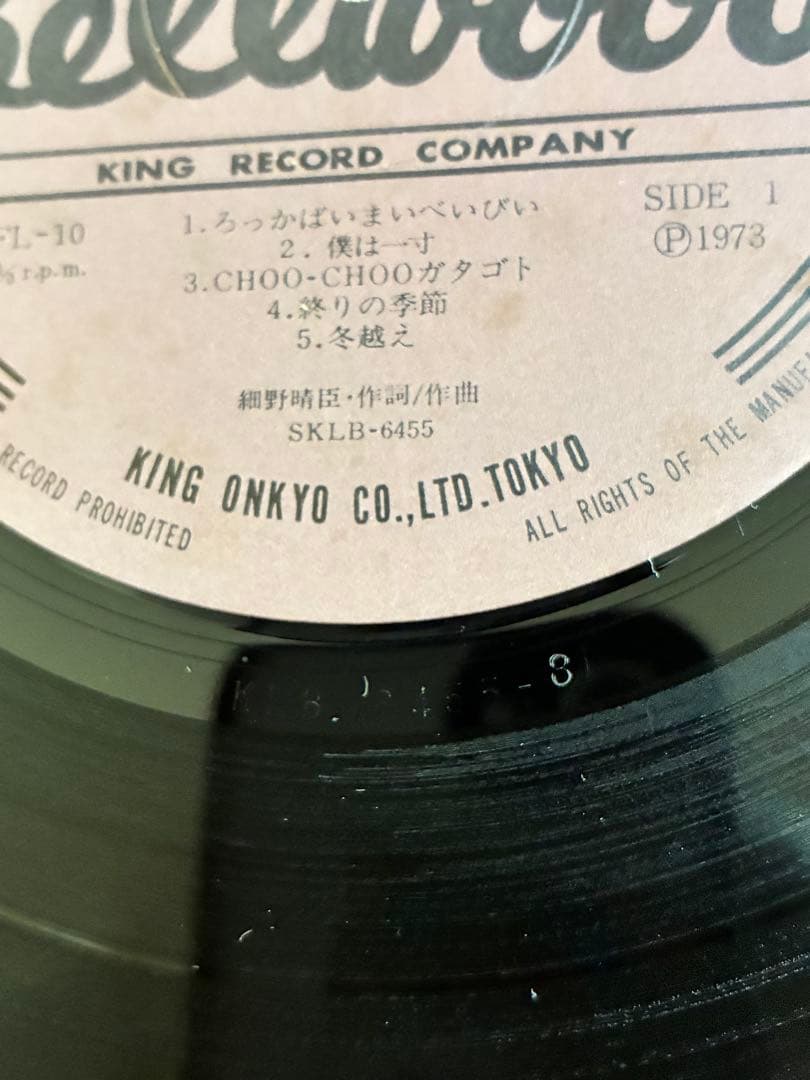 KING RECORD COMPANY
FL-10
r.p.m.
SIDE 1
Ⓟ1973
1.ろっかばいまいべいびい
2.僕は一寸
3.CHOO-CHOOガタゴト
4.終りの季節
5.冬越え
細野晴臣・作詞/作曲
SKLB-6455
KING ONKYO CO.,LTD.TOKYO
RECORD PROHIBITED
ALL RIGHTS OF THE